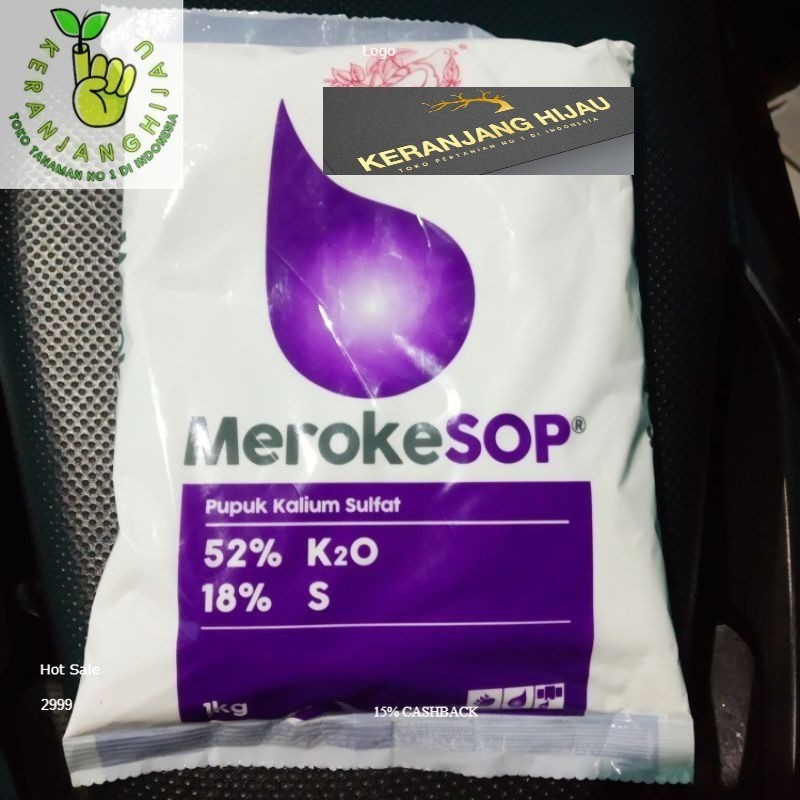 KERANJANGHIJAU
TOKO TANAMAN NO 1 DI INDONESIA
Logo
KERANJANG HIJAU
TOKO PERTANIAN NO 1 DI INDONESIA
MerokeSOP®
Pupuk Kalium Sulfat
52% K2O
18% S
1kg
Hot Sale
2999
15% CASHBACK